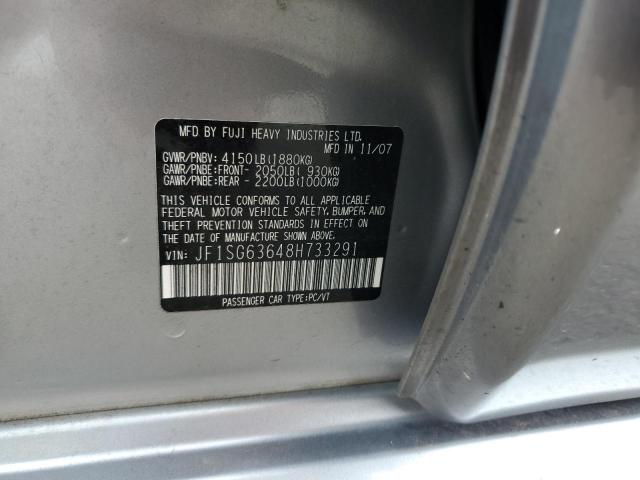 MFD BY FUJI HEAVY INDUSTRIES LTD.
MFD IN 11/07
GVWR/PNBV: 4150LB(1880KG)
GAWR/PNBE:FRONT- 2050LB( 930KG)
GAWR/PNBE:REAR - 2200LB(1000KG)
THIS VEHICLE CONFORMS TO ALL APPLICABLE
FEDERAL MOTOR VEHICLE SAFETY, BUMPER, AND
THEFT PREVENTION STANDARDS IN EFFECT ON
THE DATE OF MANUFACTURE SHOWN ABOVE.
VIN: JF1SG63648H733291
PASSENGER CAR TYPE:PC/VT